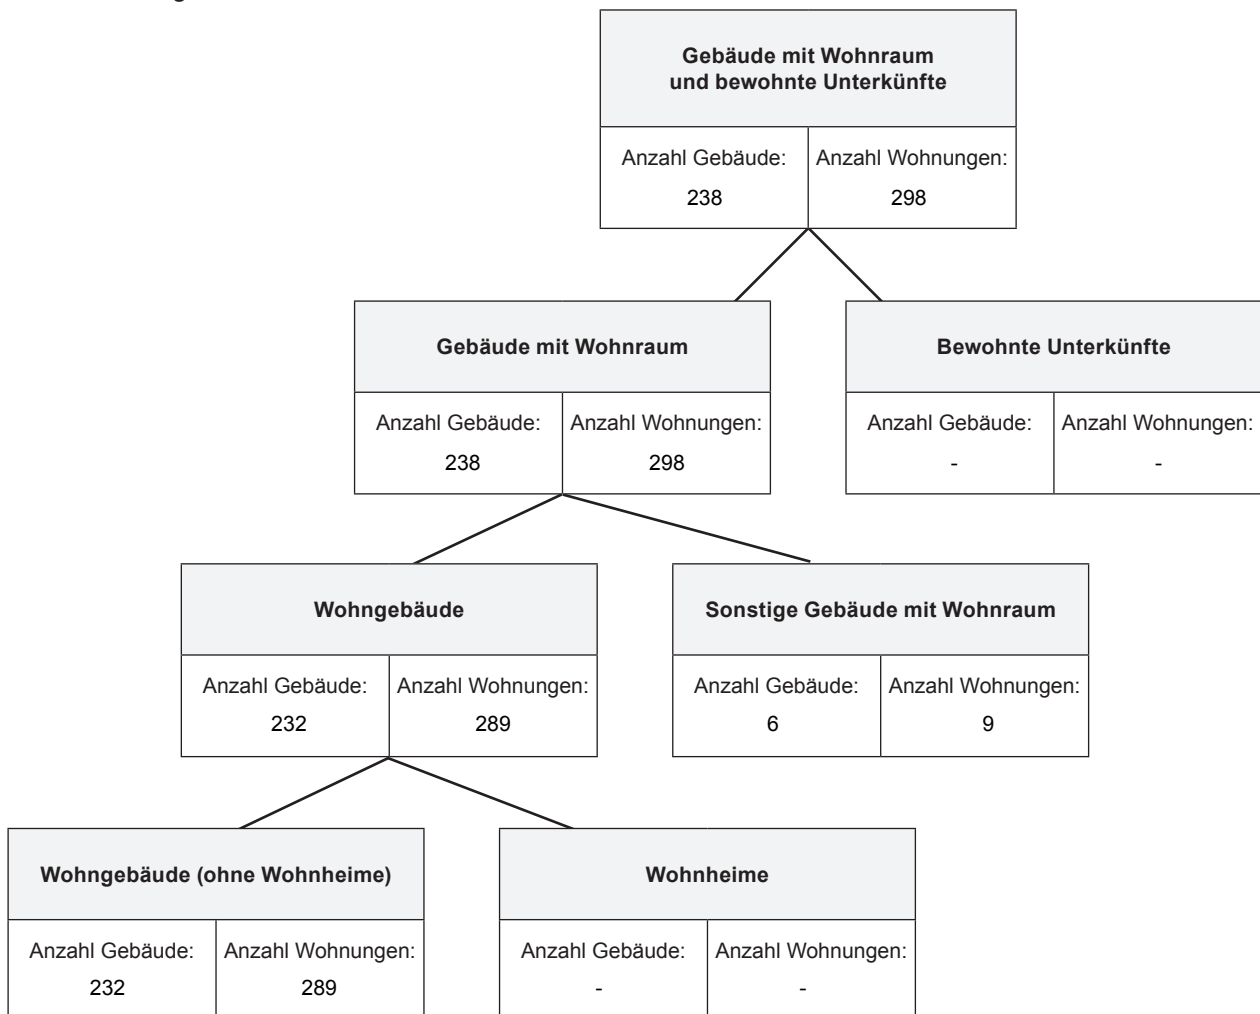 Gebäude mit Wohnraum
und bewohnte Unterkünfte
Anzahl Gebäude:
238
Anzahl Wohnungen:
298
Gebäude mit Wohnraum
Anzahl Gebäude:
238
Anzahl Wohnungen:
298
Bewohnte Unterkünfte
Anzahl Gebäude:
-
Anzahl Wohnungen:
-
Wohngebäude
Anzahl Gebäude:
232
Anzahl Wohnungen:
289
Sonstige Gebäude mit Wohnraum
Anzahl Gebäude:
6
Anzahl Wohnungen:
9
Wohngebäude (ohne Wohnheime)
Anzahl Gebäude:
232
Anzahl Wohnungen:
289
Wohnheime
Anzahl Gebäude:
-
Anzahl Wohnungen:
-